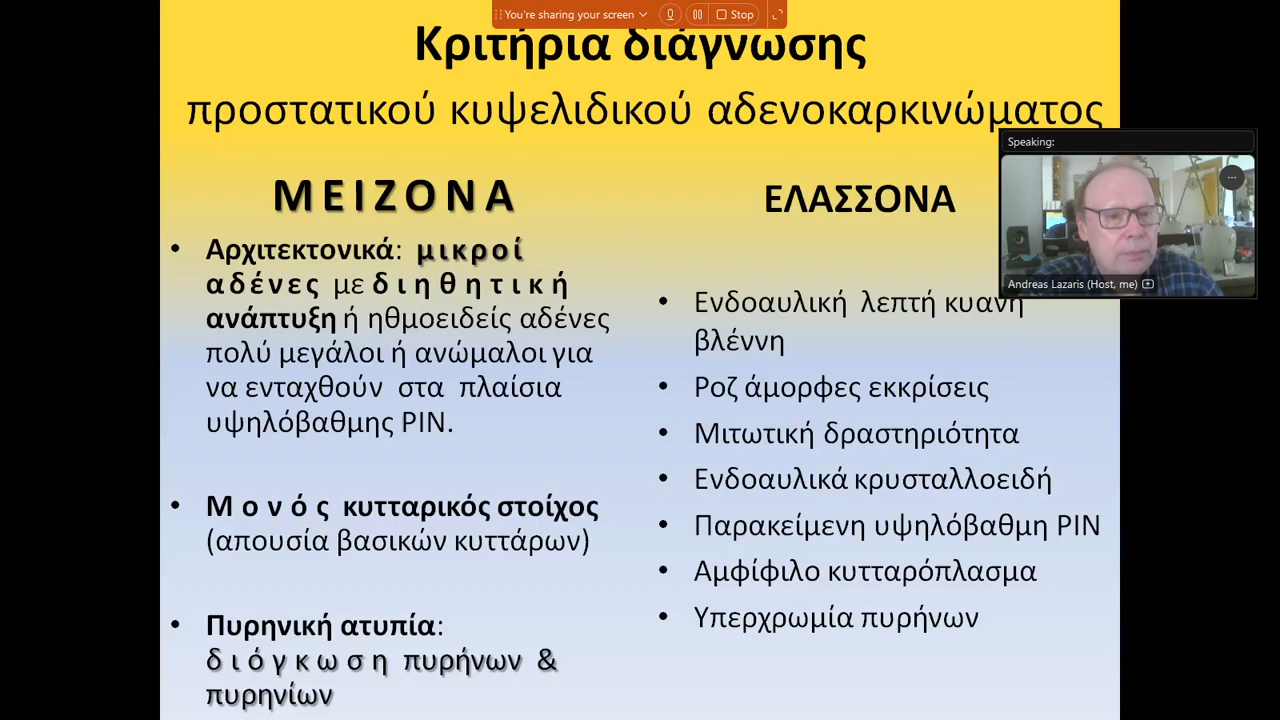 You're sharing your screen
Stop
Κριτήρια διάγνωσης
προστατικού κυψελιδικού αδενοκαρκινώματος
Speaking:
Andreas Lazaris (Host, me)
ΜΕΙΖΟΝΑ
• Αρχιτεκτονικά: μικροί
αδένες με διηθητική
ανάπτυξη ή ηθμοειδείς αδένες
πολύ μεγάλοι ή ανώμαλοι για
να ενταχθούν στα πλαίσια
υψηλόβαθμης PIN.
• Μονός κυτταρικός στοίχος
(απουσία βασικών κυττάρων)
• Πυρηνική ατυπία:
διόγκωση πυρήνων &
πυρηνίων
ΕΛΑΣΣΟΝΑ
• Ενδοαυλική λεπτή κυανή
βλέννη
• Ροζ άμορφες εκκρίσεις
• Μιτωτική δραστηριότητα
• Ενδοαυλικά κρυσταλλοειδή
• Παρακείμενη υψηλόβαθμη PIN
• Αμφίφιλο κυτταρόπλασμα
• Υπερχρωμία πυρήνων